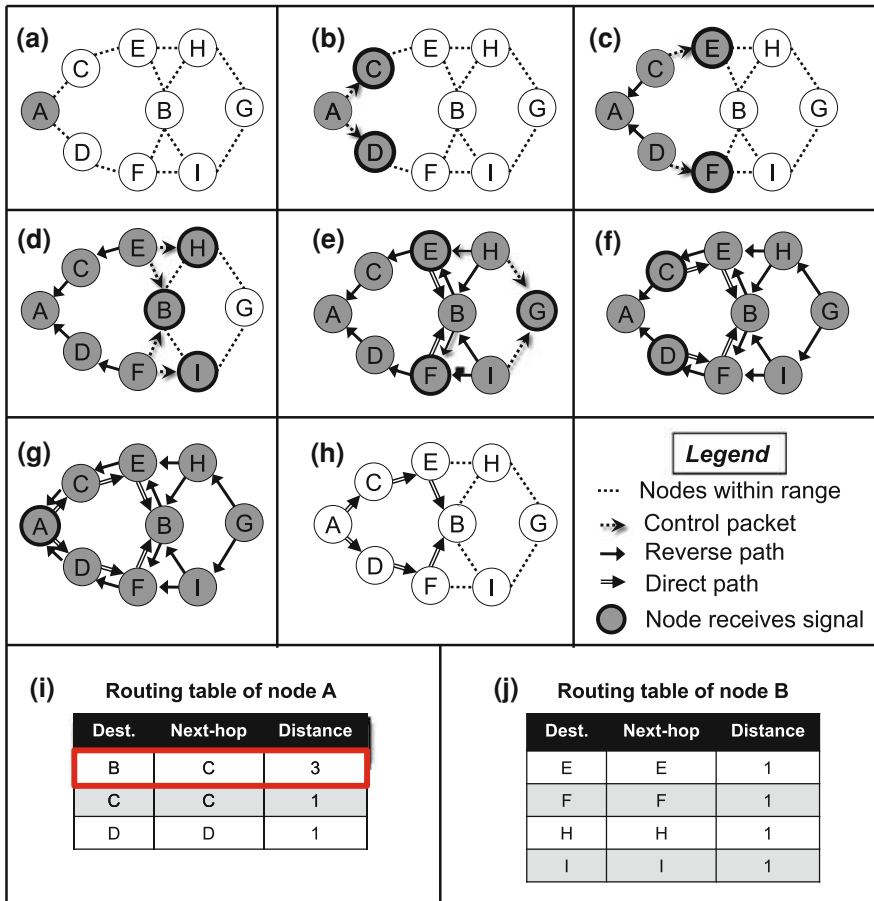 (a)
E
H
C
A
B
G
D
F
I
(b)
E
H
C
A
B
G
D
F
I
(c)
E
H
C
A
B
G
D
F
I
(d)
E
H
C
A
B
G
D
F
I
(e)
E
H
C
A
B
G
D
F
I
(f)
E
H
C
A
B
G
D
F
I
(g)
E
H
C
A
B
G
D
F
I
(h)
E
H
C
A
B
G
D
F
I
Legend
Nodes within range
Control packet
Reverse path
Direct path
Node receives signal
(i) Routing table of node A
Dest. Next-hop Distance
B C 3
C C 1
D D 1
(j) Routing table of node B
Dest. Next-hop Distance
E E 1
F F 1
H H 1
I I 1